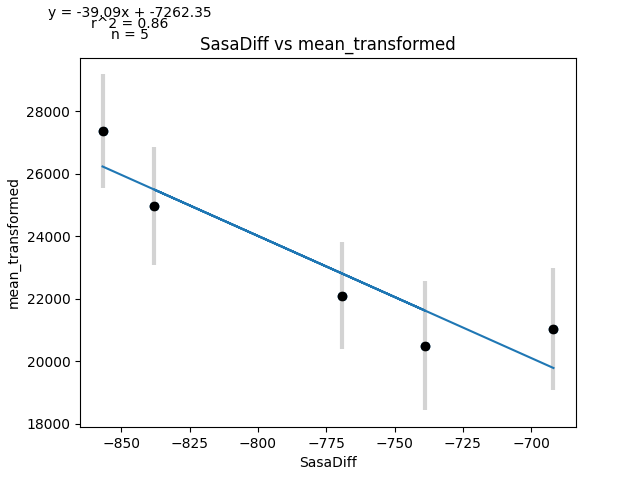 y = -39.09x + -7262.35
r^2 = 0.86
n = 5
SasaDiff vs mean_transformed
28000
26000
24000
22000
20000
18000
mean_transformed
−850
−825
−800
−775
−750
−725
−700
SasaDiff